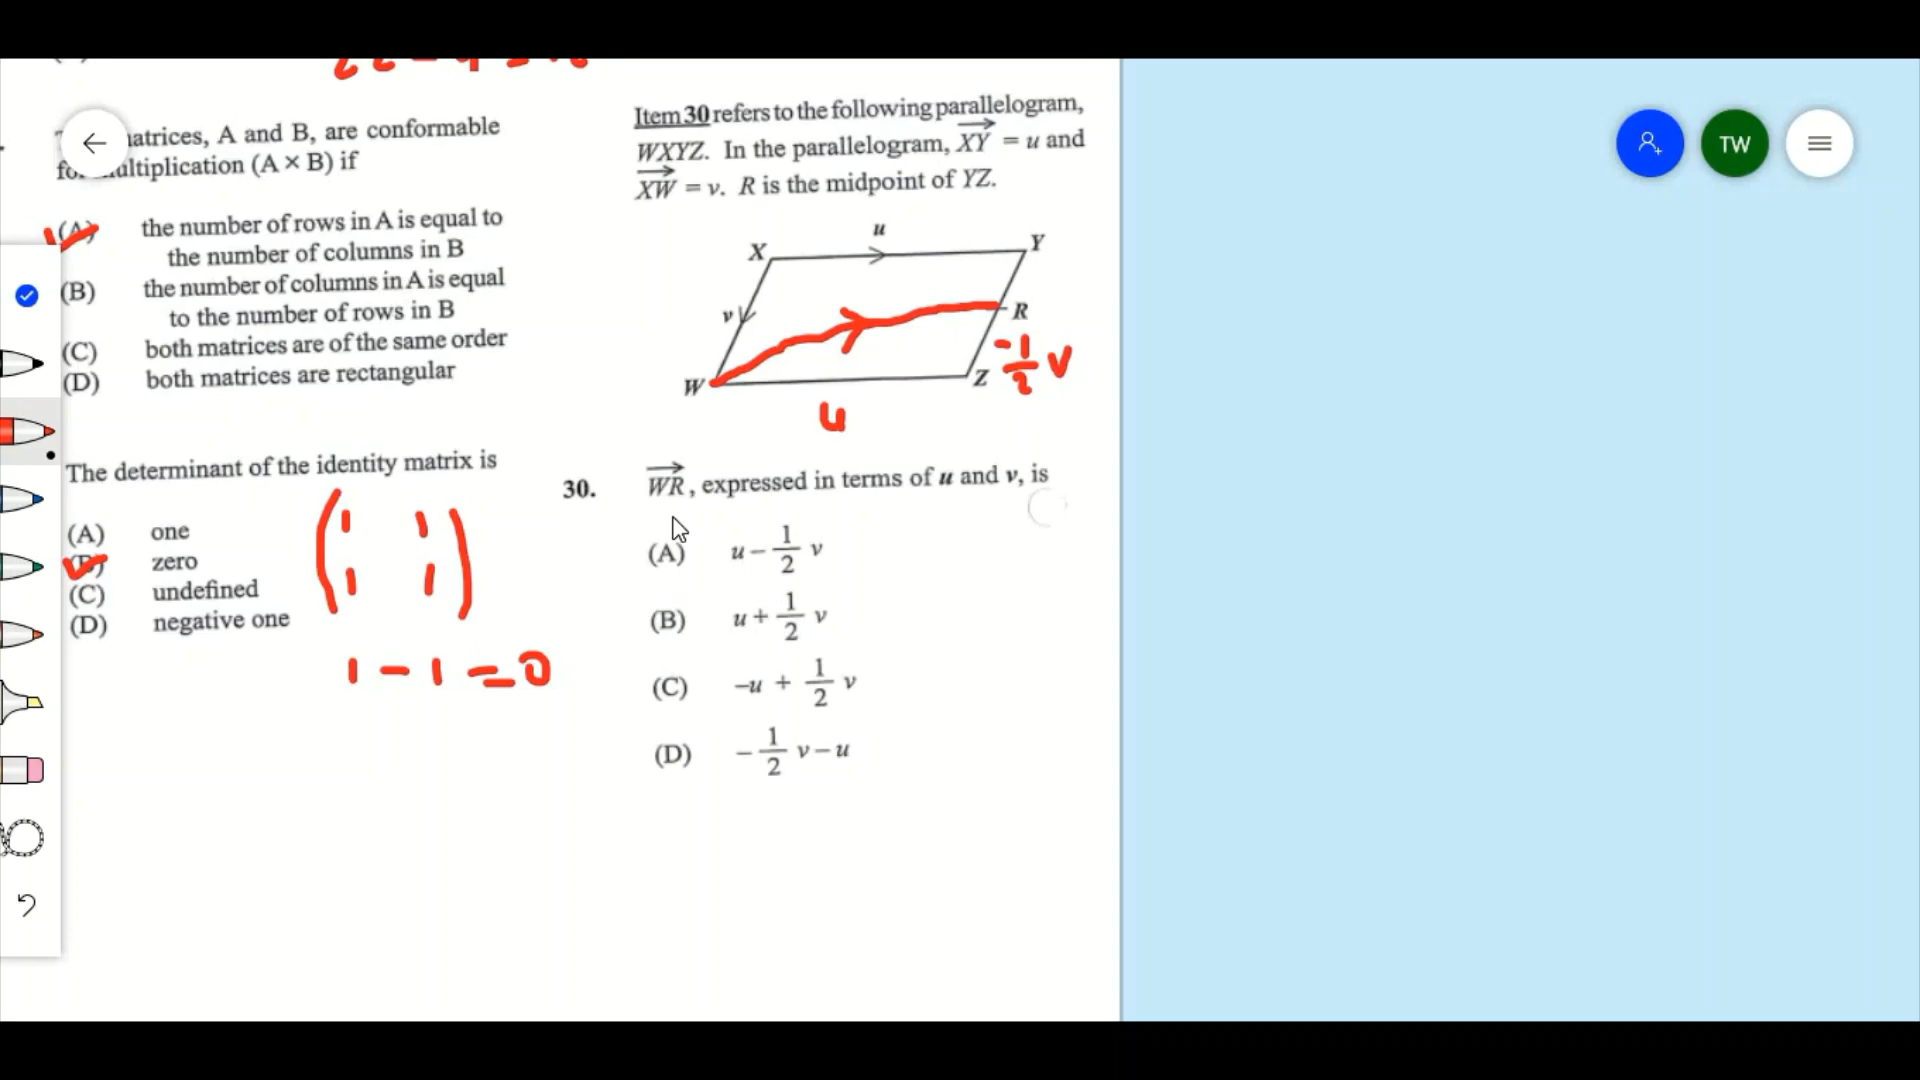 atrices, A and B, are conformable
ultiplication (A × B) if
(A) the number of rows in A is equal to
the number of columns in B
(B) the number of columns in A is equal
to the number of rows in B
(C) both matrices are of the same order
(D) both matrices are rectangular
The determinant of the identity matrix is
(A) one
(B) zero
(C) undefined
(D) negative one
1 1
1 1
1 - 1 = 0
Item 30 refers to the following parallelogram,
WXYZ. In the parallelogram, XY = u and
XW = v. R is the midpoint of YZ.
u
X Y
v R
-1/2 v
W Z
u
30. WR, expressed in terms of u and v, is
(A) u - 1/2 v
(B) u + 1/2 v
(C) -u + 1/2 v
(D) - 1/2 v - u
TW